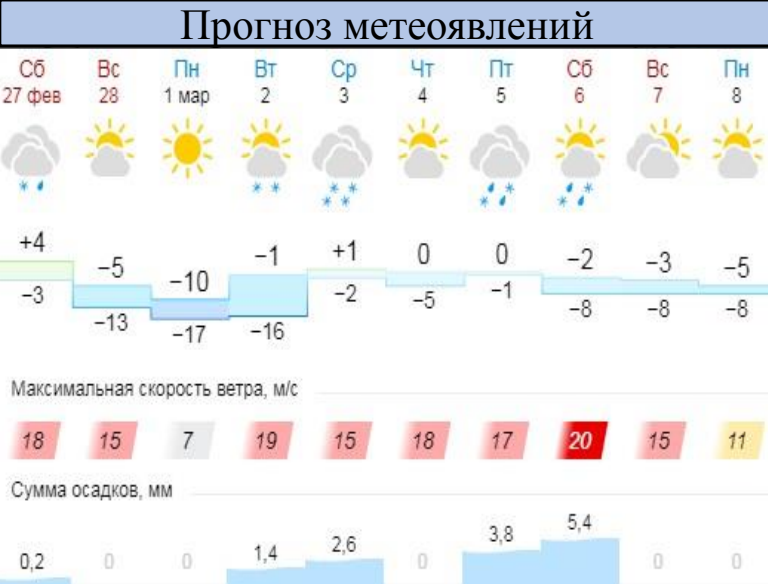 Прогноз метеоявлений
Сб Вс Пн Вт Ср Чт Пт Сб Вс Пн
27 фев 28 1 мар 2 3 4 5 6 7 8
+4 −5 −10 −1 +1 0 0 −2 −3 −5
−3 −13 −17 −16 −2 −5 −1 −8 −8 −8
Максимальная скорость ветра, м/с
18 15 7 19 15 18 17 20 15 11
Сумма осадков, мм
0,2 0 0 1,4 2,6 0 3,8 5,4 0 0